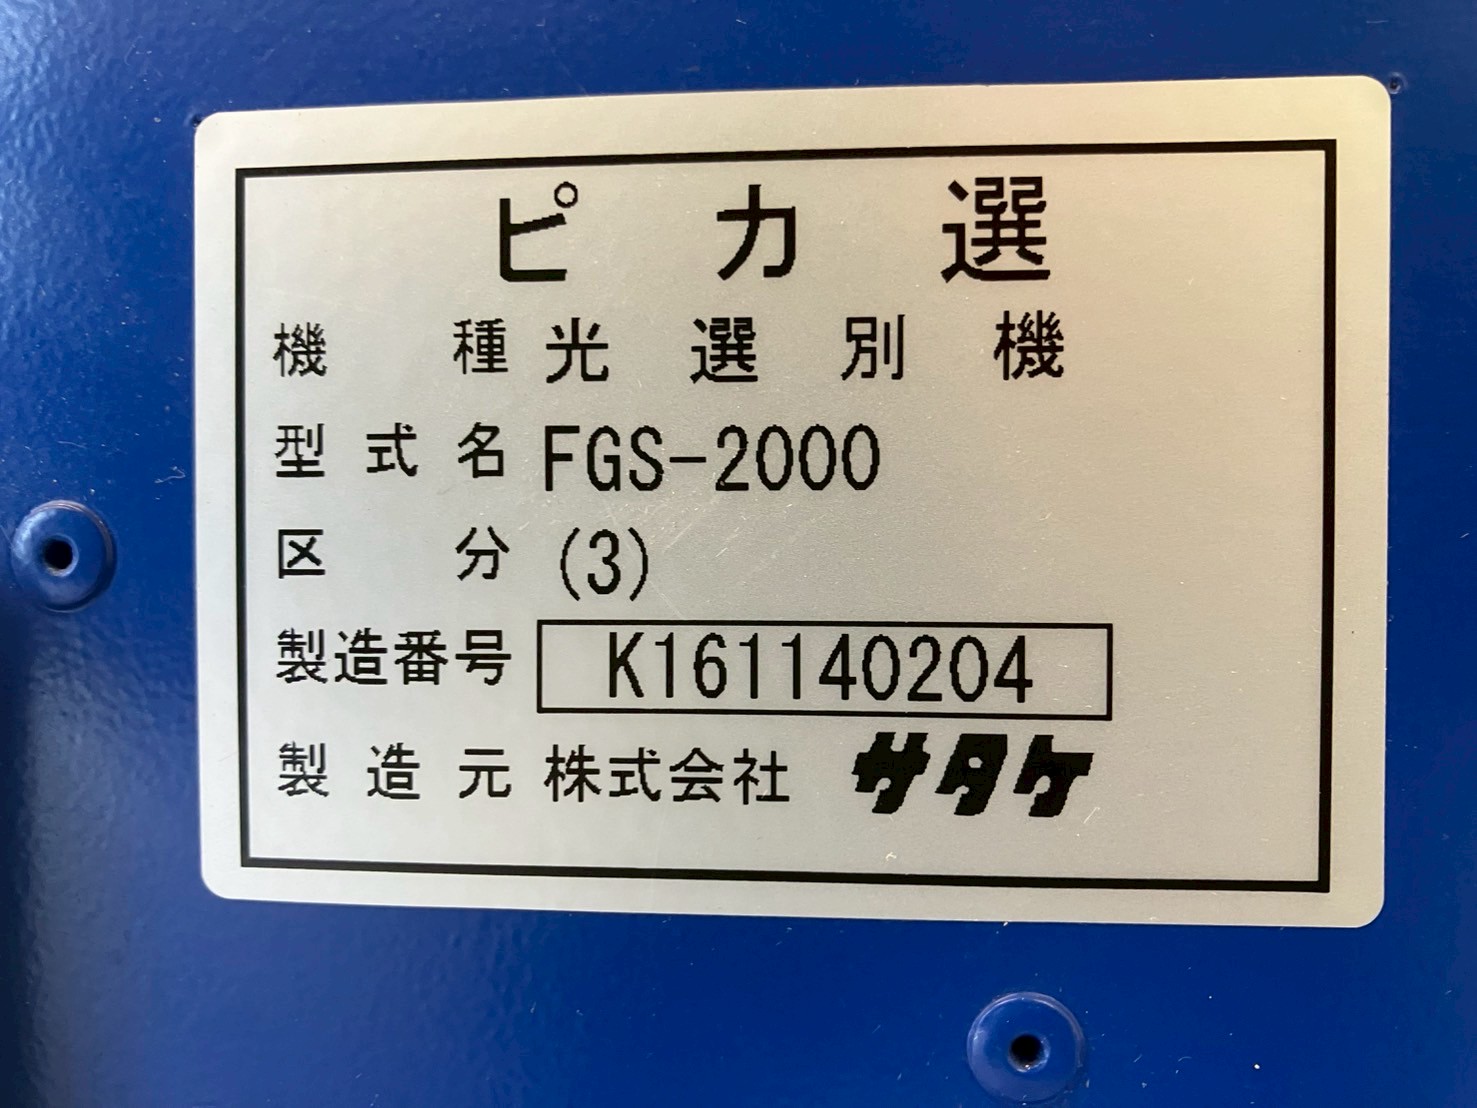 ピカ選
機種 光選別機
型式名 FGS-2000
区分 (3)
製造番号 K161140204
製造元 株式会社 サタケ